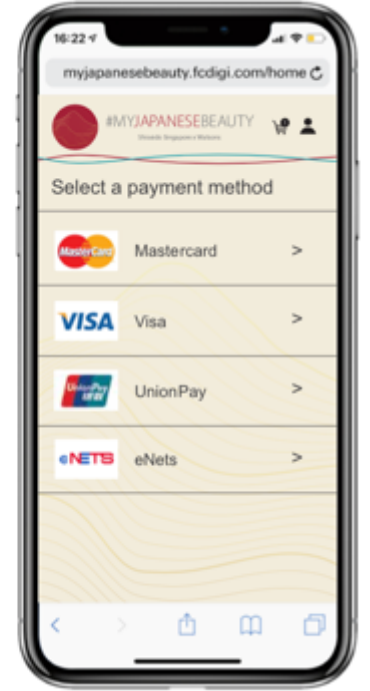 16:22
myjapanesebeauty.fcdigi.com/home
#MYJAPANESEBEAUTY
Select a payment method
MasterCard Mastercard >
VISA Visa >
UnionPay UnionPay >
eNETS eNets >